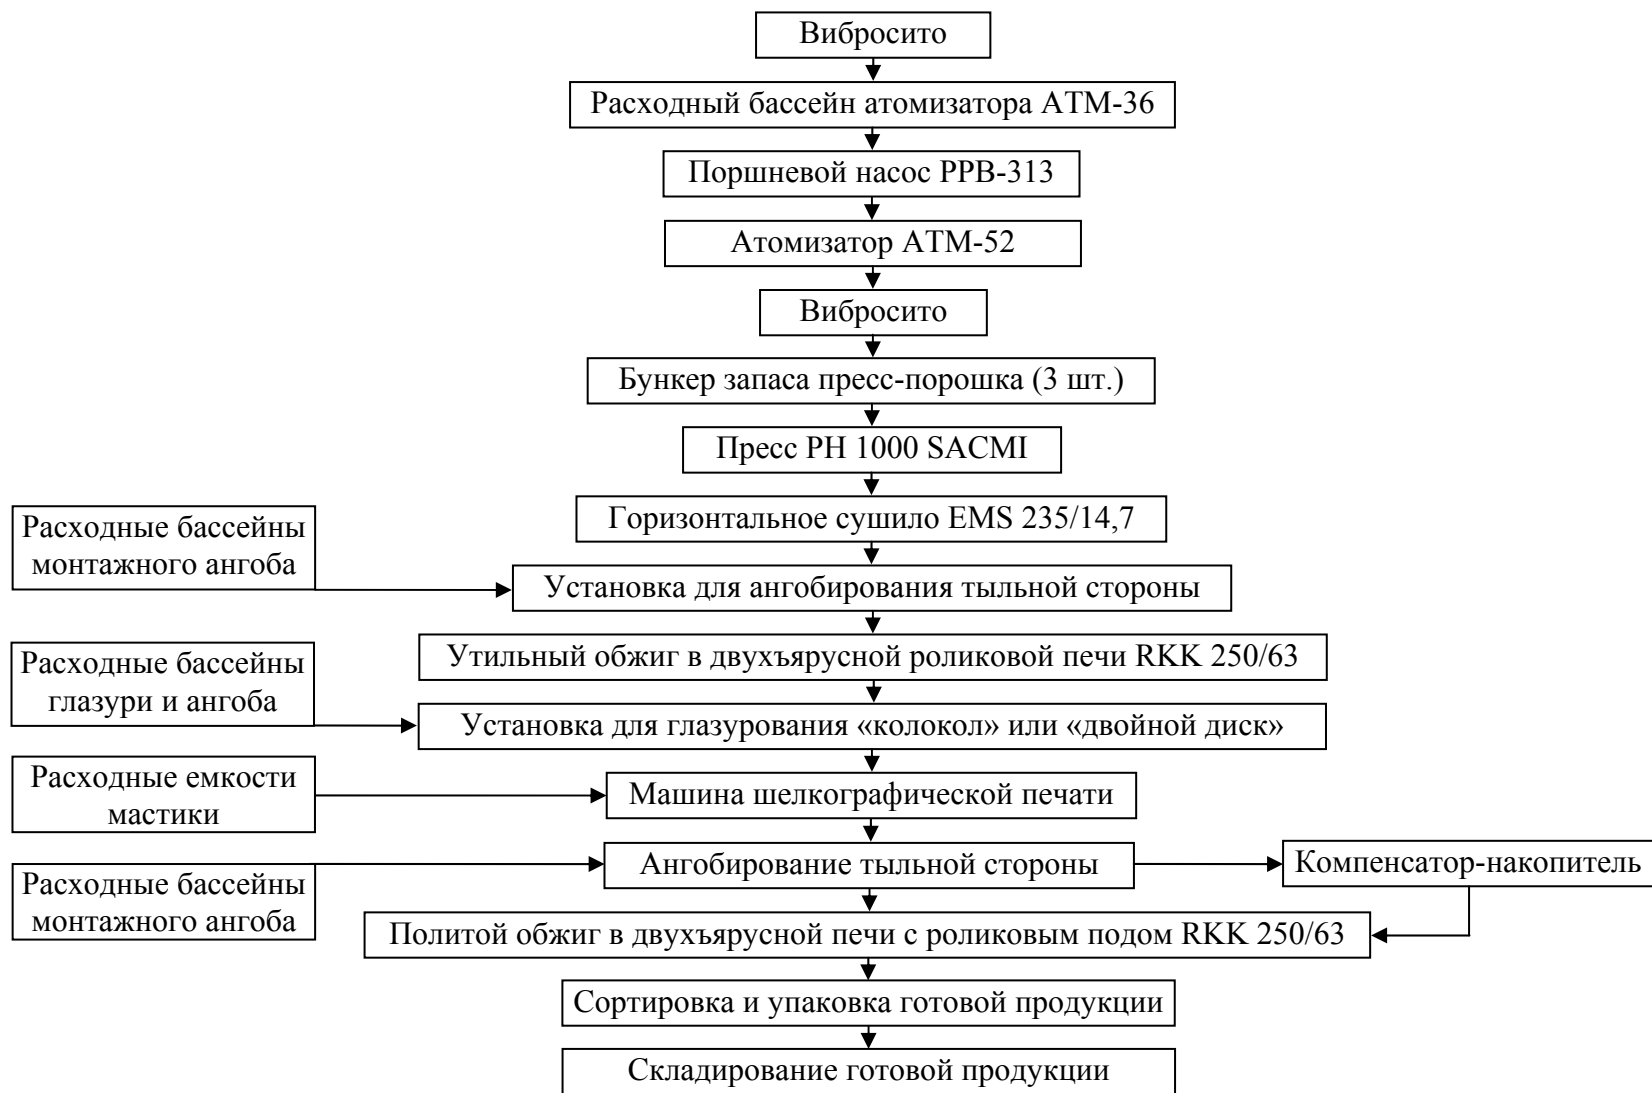 Вибросито
Расходный бассейн атомизатора АТМ-36
Поршневой насос PPB-313
Атомизатор АТМ-52
Вибросито
Бункер запаса пресс-порошка (3 шт.)
Пресс PH 1000 SACMI
Горизонтальное сушило EMS 235/14,7
Расходные бассейны
монтажного ангоба
Установка для ангобирования тыльной стороны
Утильный обжиг в двухъярусной роликовой печи RKK 250/63
Расходные бассейны
глазури и ангоба
Установка для глазурования «колокол» или «двойной диск»
Расходные емкости
мастики
Машина шелкографической печати
Ангобирование тыльной стороны
Компенсатор-накопитель
Расходные бассейны
монтажного ангоба
Политой обжиг в двухъярусной печи с роликовым подом RKK 250/63
Сортировка и упаковка готовой продукции
Складирование готовой продукции